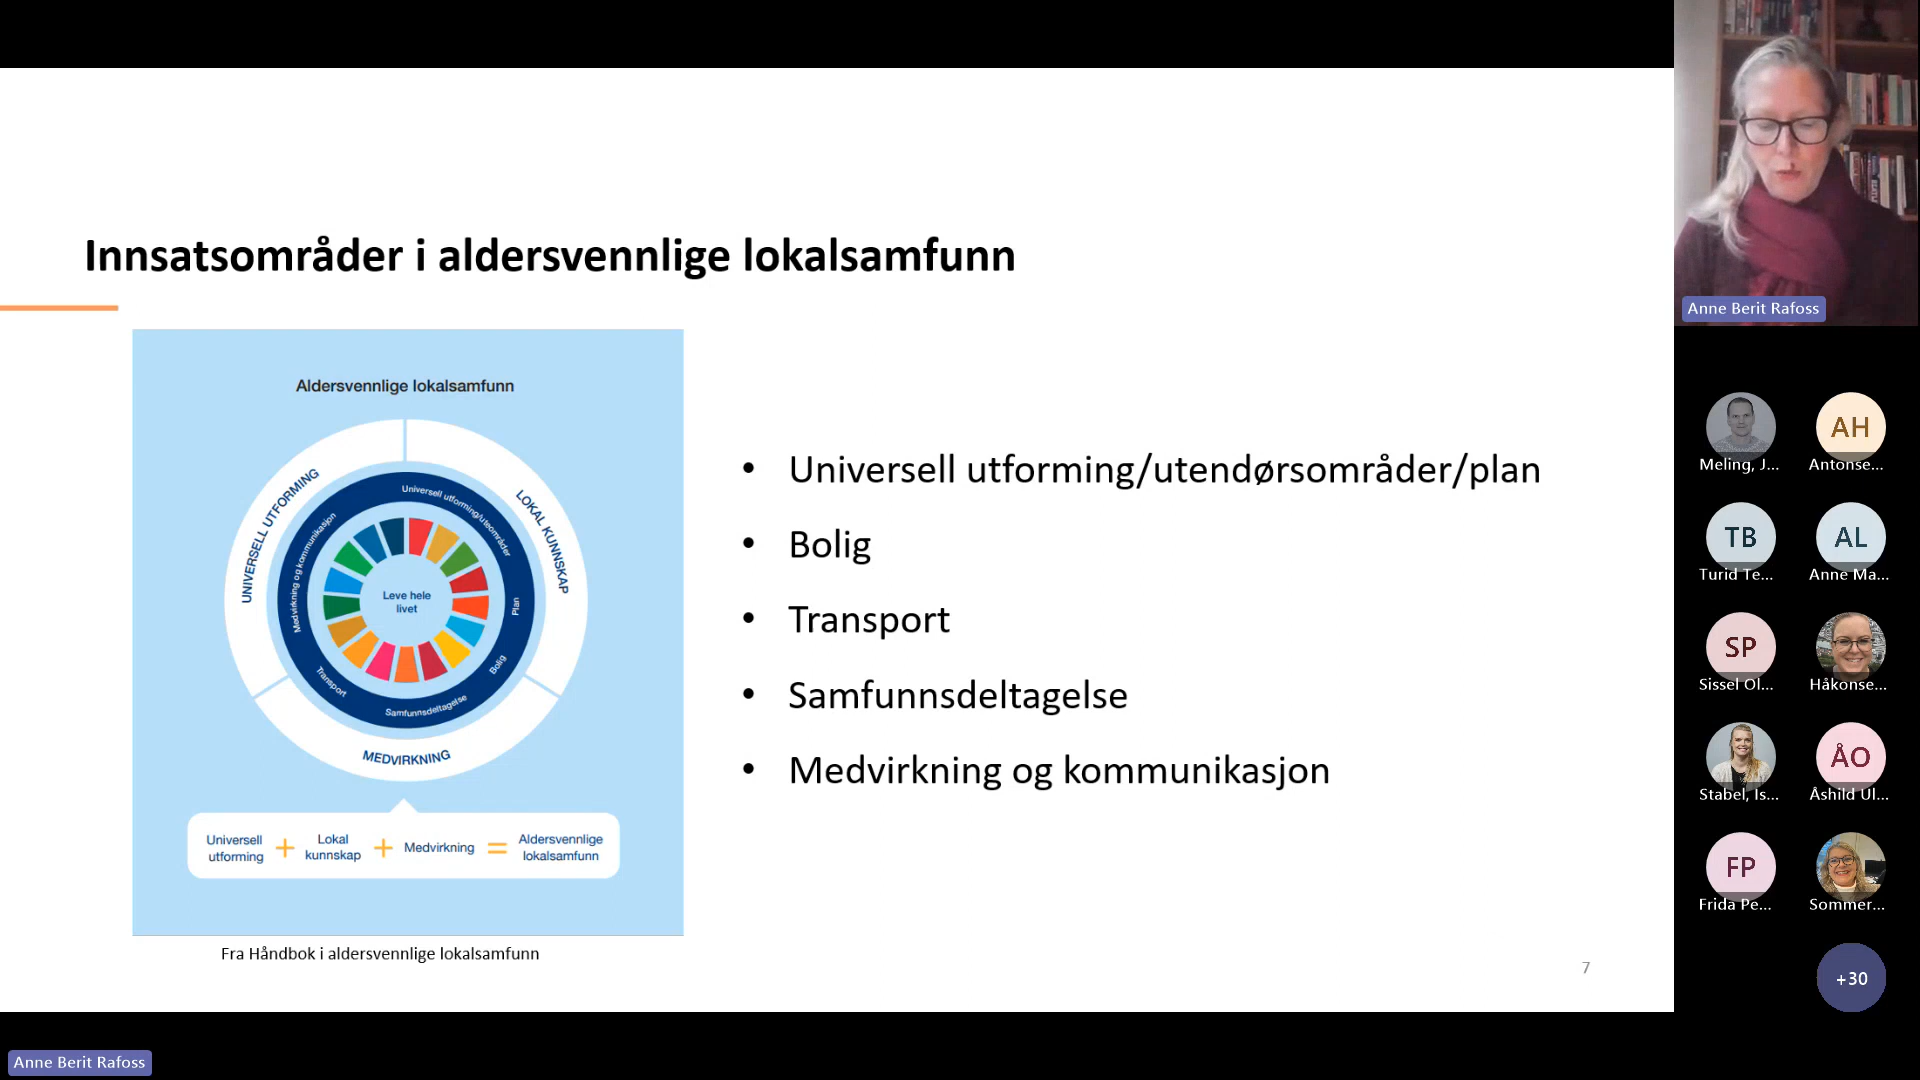 Innsatsområder i aldersvennlige lokalsamfunn
Aldersvennlige lokalsamfunn
UNIVERSELL UTFORMING
LOKAL KUNNSKAP
MEDVIRKNING
Universell utforming/uteområder
Plan
Bolig
Samfunnsdeltagelse
Transport
Medvirkning og kommunikasjon
Leve hele
livet
Universell
utforming
+
Lokal
kunnskap
+
Medvirkning
=
Aldersvennlige
lokalsamfunn
Fra Håndbok i aldersvennlige lokalsamfunn
• Universell utforming/utendørsområder/plan
• Bolig
• Transport
• Samfunnsdeltagelse
• Medvirkning og kommunikasjon
7
Anne Berit Rafoss
Meling, J...
AH
Antonse...
TB
Turid Te...
AL
Anne Ma...
SP
Sissel Ol...
Håkonse...
Stabel, Is...
ÅO
Åshild Ul...
FP
Frida Pe...
Sommer...
+30
Anne Berit Rafoss